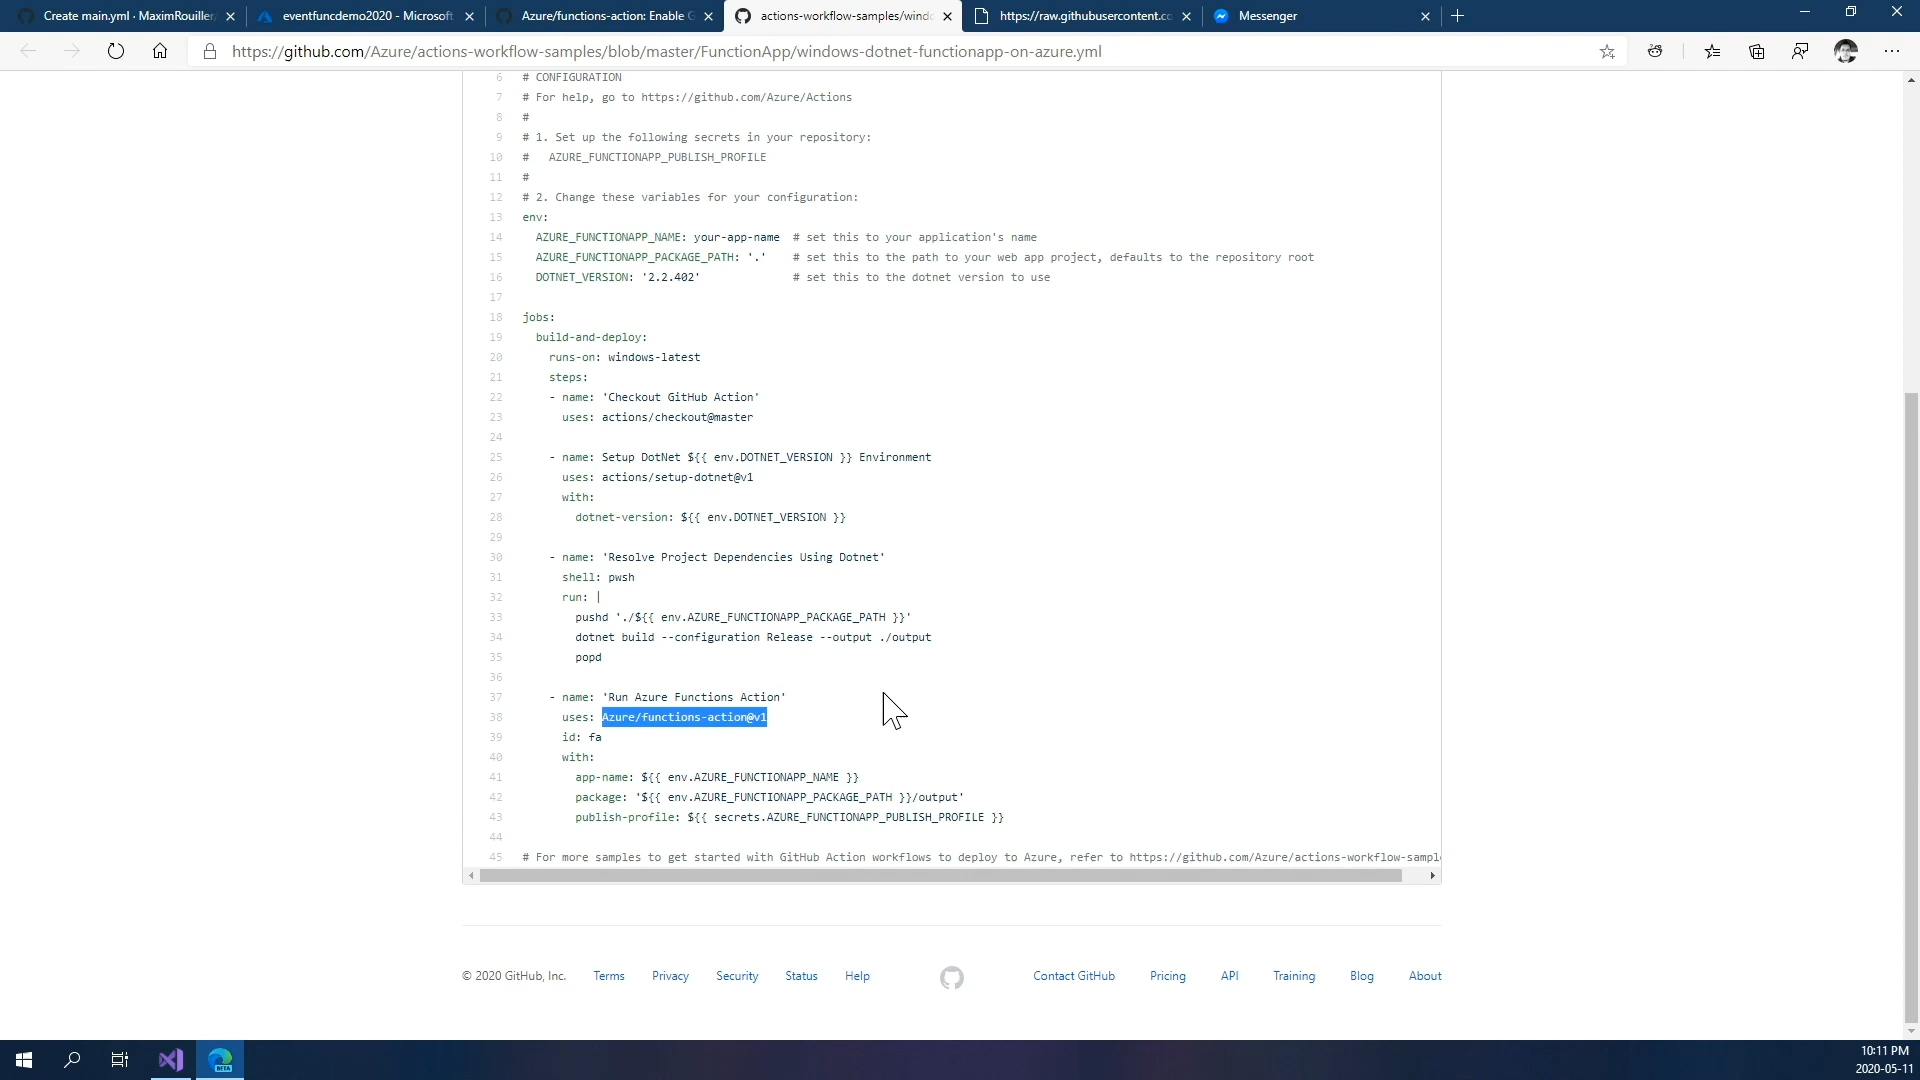 Create main.yml · MaximRouiller/
eventfuncdemo2020 - Microsoft
Azure/functions-action: Enable G
actions-workflow-samples/windo
https://raw.githubusercontent.co
Messenger
https://github.com/Azure/actions-workflow-samples/blob/master/FunctionApp/windows-dotnet-functionapp-on-azure.yml
6 # CONFIGURATION
7 # For help, go to https://github.com/Azure/Actions
8 #
9 # 1. Set up the following secrets in your repository:
10 #   AZURE_FUNCTIONAPP_PUBLISH_PROFILE
11 #
12 # 2. Change these variables for your configuration:
13 env:
14   AZURE_FUNCTIONAPP_NAME: your-app-name  # set this to your application's name
15   AZURE_FUNCTIONAPP_PACKAGE_PATH: '.'    # set this to the path to your web app project, defaults to the repository root
16   DOTNET_VERSION: '2.2.402'              # set this to the dotnet version to use
17
18 jobs:
19   build-and-deploy:
20     runs-on: windows-latest
21     steps:
22     - name: 'Checkout GitHub Action'
23       uses: actions/checkout@master
24
25     - name: Setup DotNet ${{ env.DOTNET_VERSION }} Environment
26       uses: actions/setup-dotnet@v1
27       with:
28         dotnet-version: ${{ env.DOTNET_VERSION }}
29
30     - name: 'Resolve Project Dependencies Using Dotnet'
31       shell: pwsh
32       run: |
33         pushd './${{ env.AZURE_FUNCTIONAPP_PACKAGE_PATH }}'
34         dotnet build --configuration Release --output ./output
35         popd
36
37     - name: 'Run Azure Functions Action'
38       uses: Azure/functions-action@v1
39       id: fa
40       with:
41         app-name: ${{ env.AZURE_FUNCTIONAPP_NAME }}
42         package: '${{ env.AZURE_FUNCTIONAPP_PACKAGE_PATH }}/output'
43         publish-profile: ${{ secrets.AZURE_FUNCTIONAPP_PUBLISH_PROFILE }}
44
45 # For more samples to get started with GitHub Action workflows to deploy to Azure, refer to https://github.com/Azure/actions-workflow-sampl
© 2020 GitHub, Inc. Terms Privacy Security Status Help Contact GitHub Pricing API Training Blog About
BETA
10:11 PM
2020-05-11